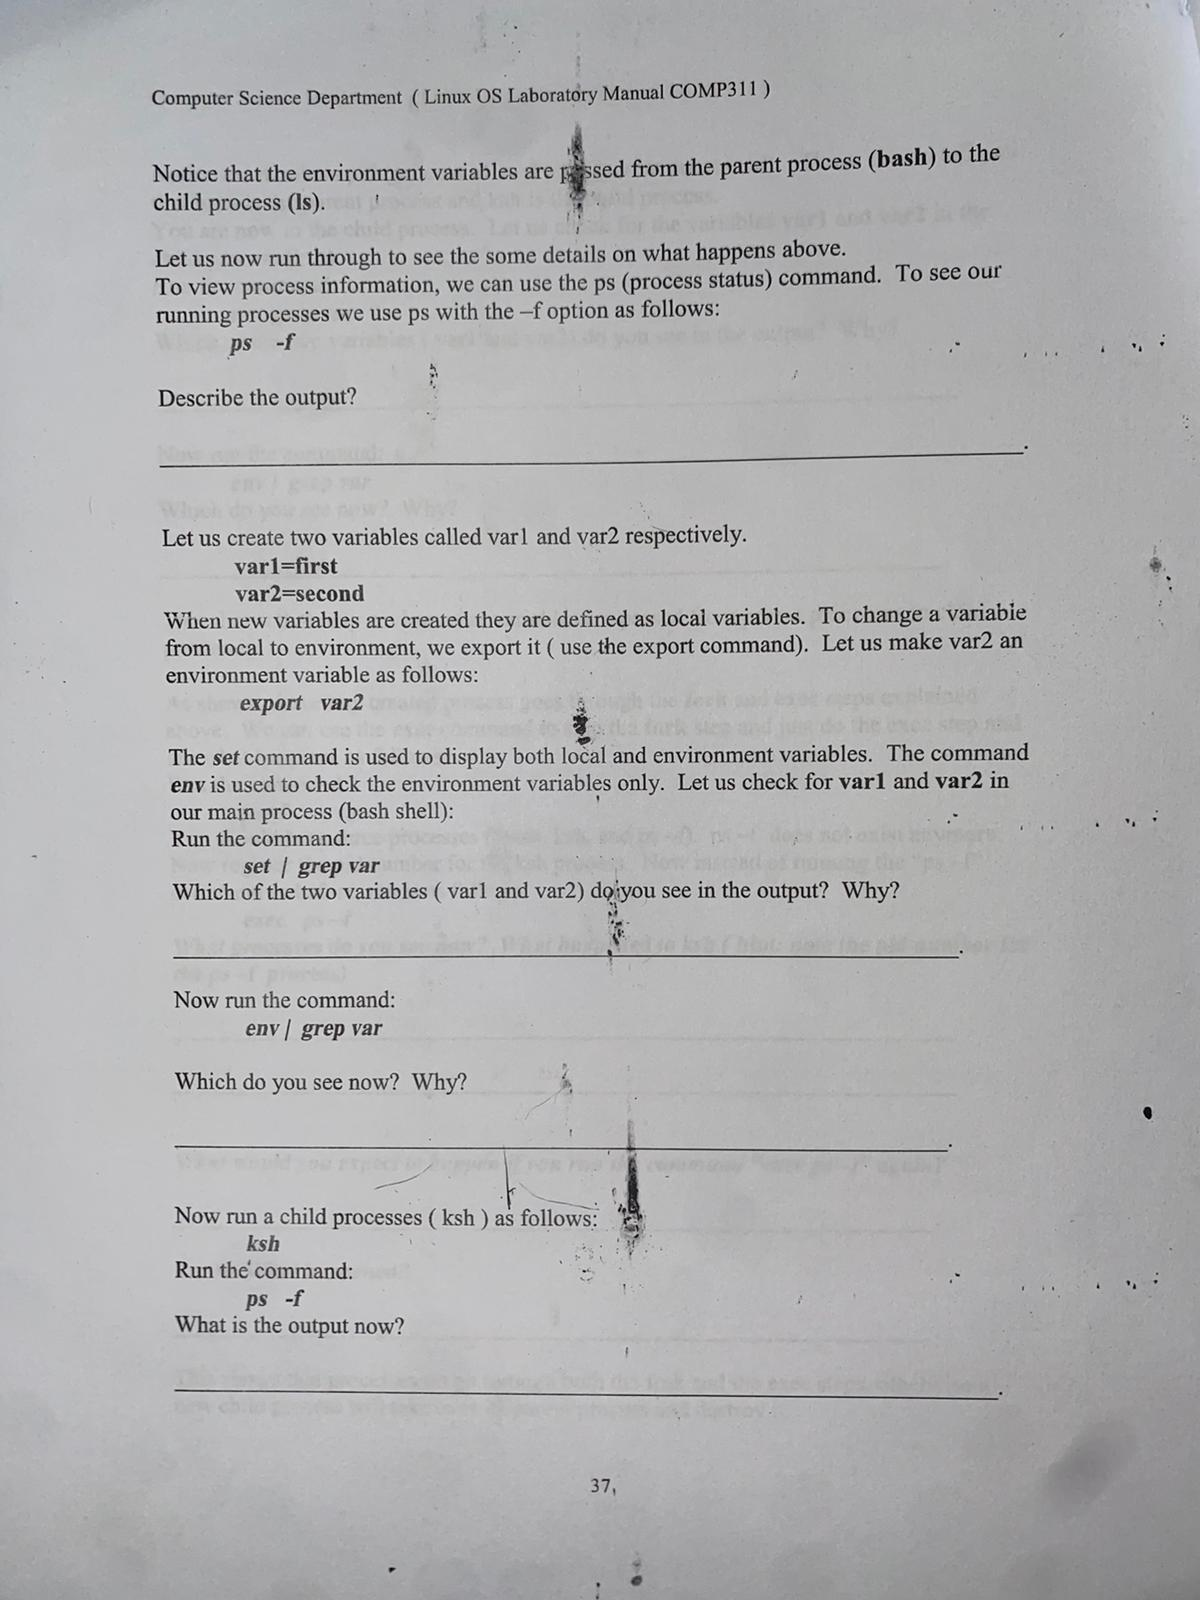 Computer Science Department ( Linux OS Laboratory Manual COMP311 )
Notice that the environment variables are passed from the parent process (bash) to the
child process (ls).
Let us now run through to see the some details on what happens above.
To view process information, we can use the ps (process status) command. To see our
running processes we use ps with the –f option as follows:
ps -f
Describe the output?
Let us create two variables called var1 and var2 respectively.
var1=first
var2=second
When new variables are created they are defined as local variables. To change a variable
from local to environment, we export it ( use the export command). Let us make var2 an
environment variable as follows:
export var2
The set command is used to display both local and environment variables. The command
env is used to check the environment variables only. Let us check for var1 and var2 in
our main process (bash shell):
Run the command:
set | grep var
Which of the two variables ( var1 and var2) do you see in the output? Why?
Now run the command:
env | grep var
Which do you see now? Why?
Now run a child processes ( ksh ) as follows:
ksh
Run the command:
ps -f
What is the output now?
37